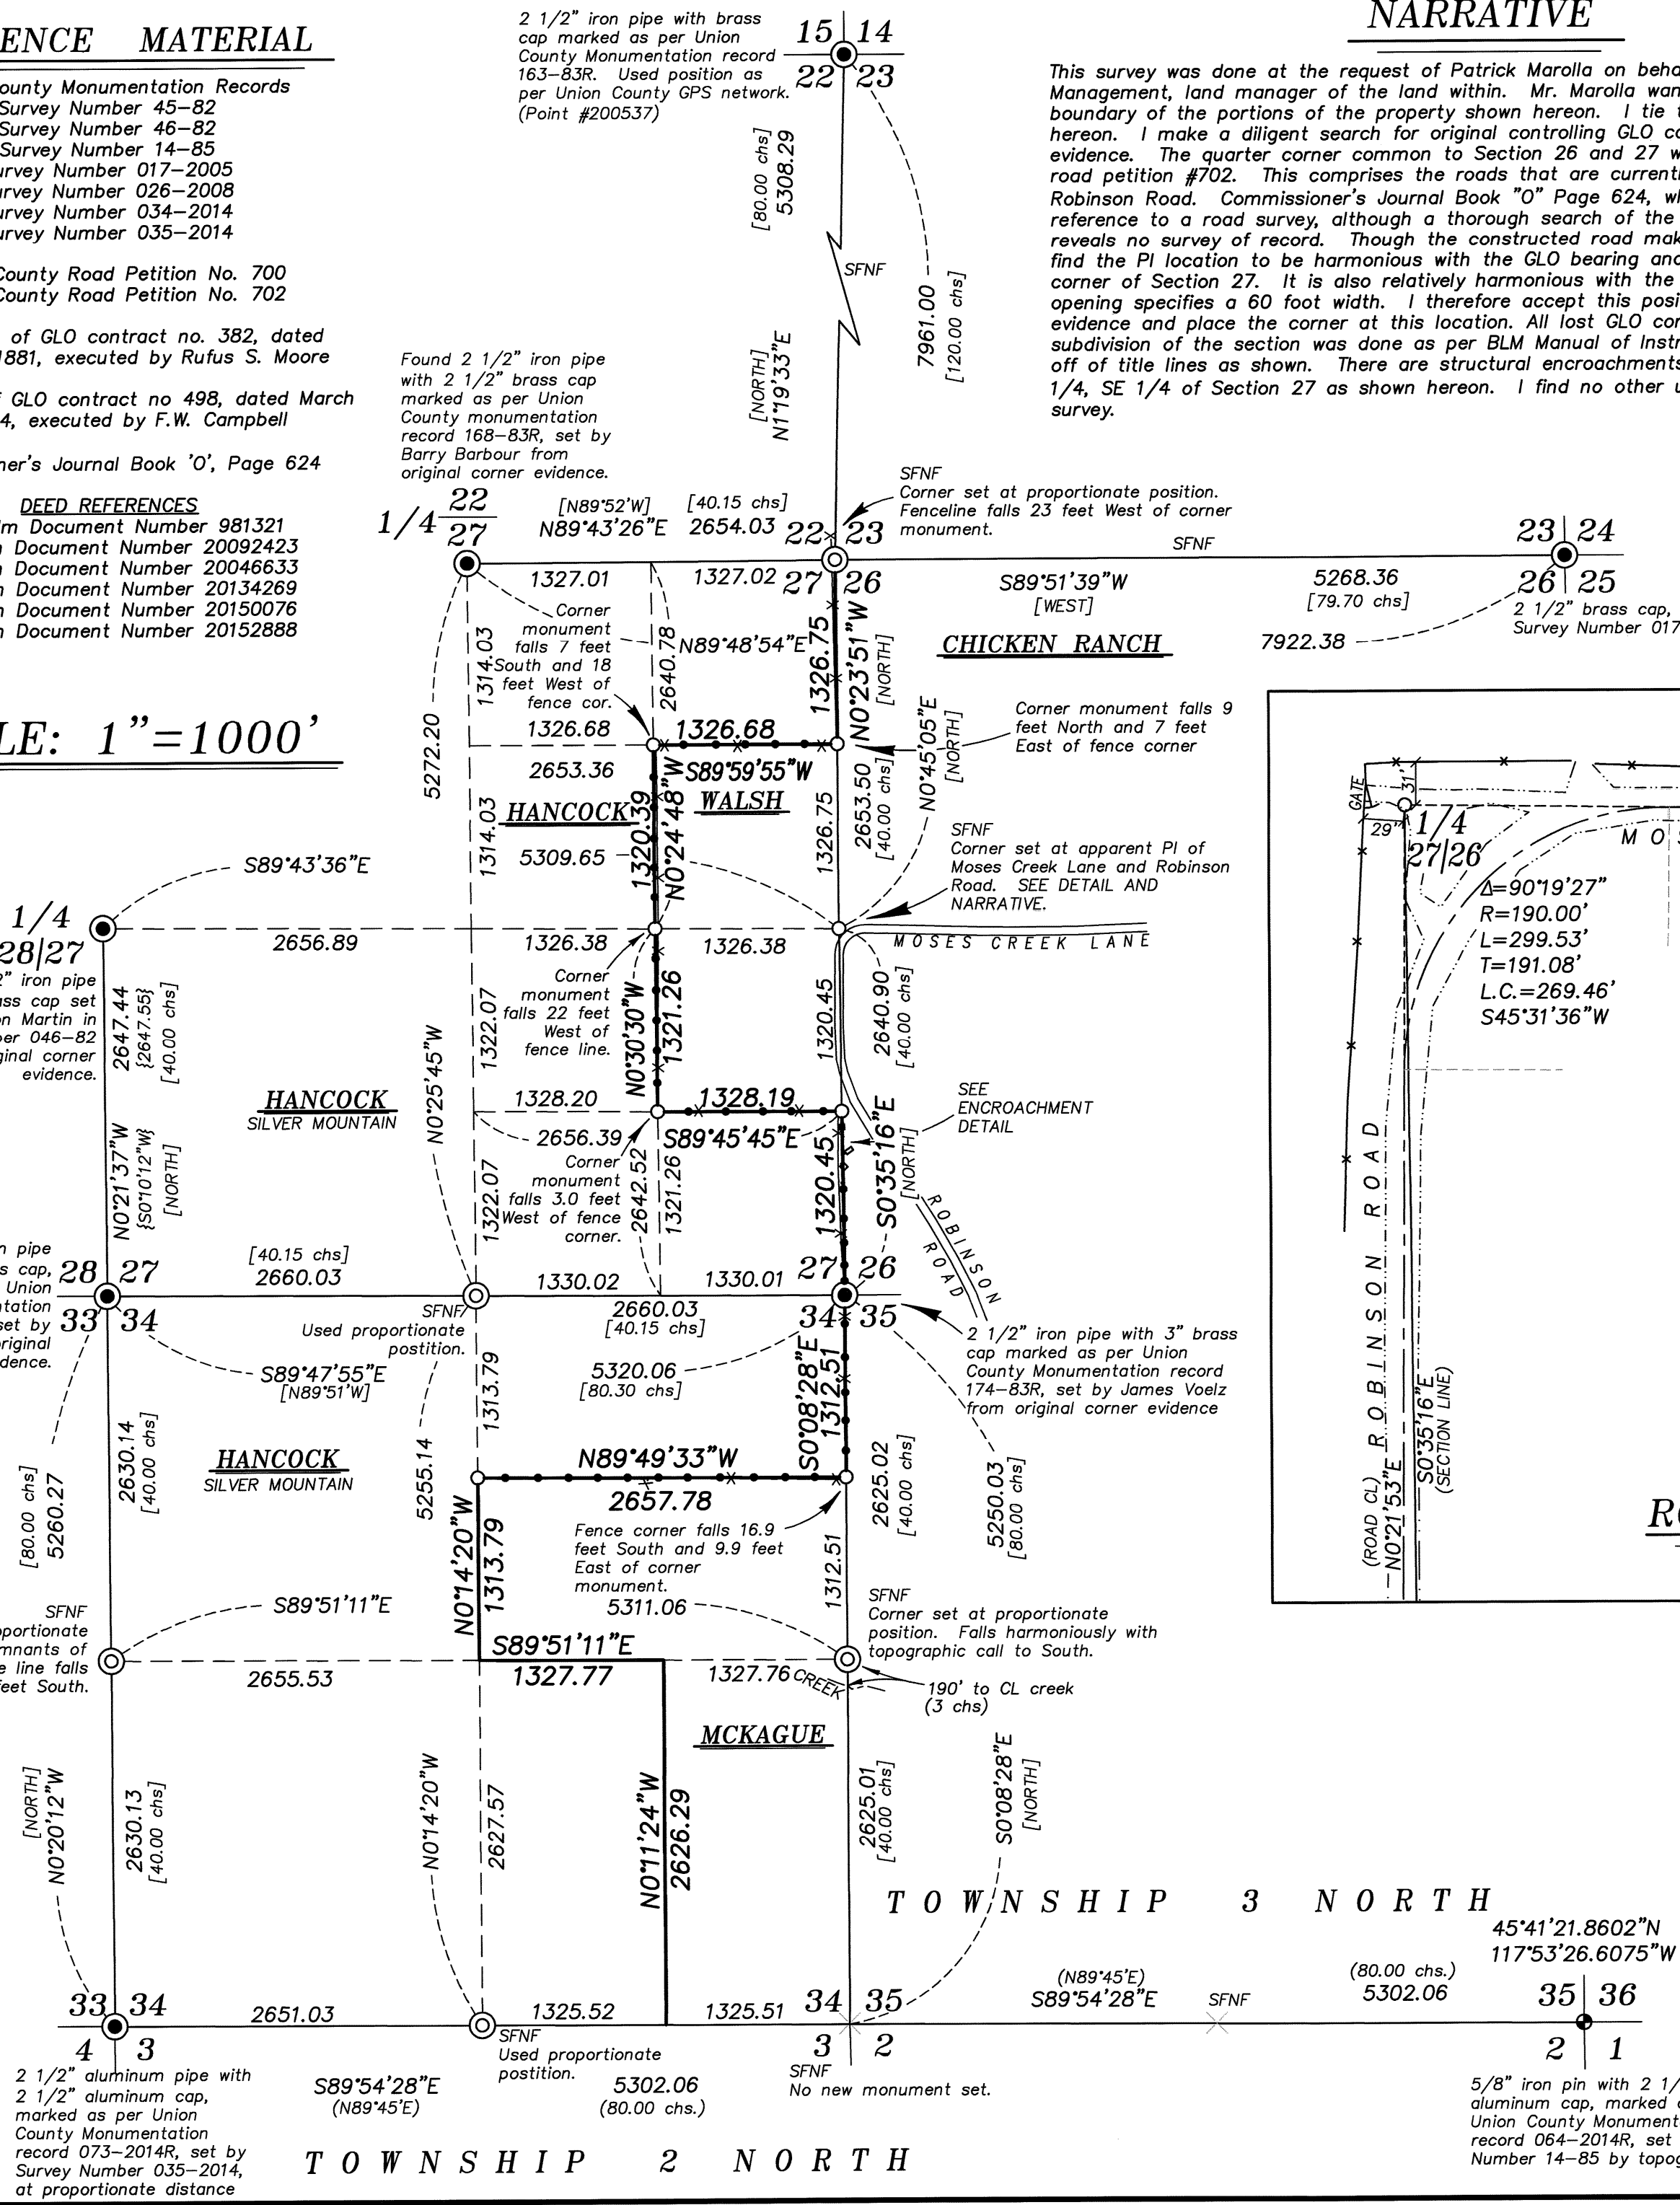 ENCE MATERIAL
ounty Monumentation Records
Survey Number 45-82
Survey Number 46-82
Survey Number 14-85
urvey Number 017-2005
urvey Number 026-2008
urvey Number 034-2014
urvey Number 035-2014
County Road Petition No. 700
County Road Petition No. 702
of GLO contract no. 382, dated
1881, executed by Rufus S. Moore
GLO contract no 498, dated March
4, executed by F.W. Campbell
ner's Journal Book 'O', Page 624
DEED REFERENCES
lm Document Number 981321
Document Number 20092423
Document Number 20046633
Document Number 20134269
Document Number 20150076
Document Number 20152888
LE: 1"=1000'
2 1/2" iron pipe with brass
cap marked as per Union
County Monumentation record
163-83R. Used position as
per Union County GPS network.
(Point #200537)
15 14
22 23
NARRATIVE
This survey was done at the request of Patrick Marolla on beha
Management, land manager of the land within. Mr. Marolla wan
boundary of the portions of the property shown hereon. I tie
hereon. I make a diligent search for original controlling GLO co
evidence. The quarter corner common to Section 26 and 27 w
road petition #702. This comprises the roads that are current
Robinson Road. Commissioner's Journal Book "O" Page 624, w
reference to a road survey, although a thorough search of the
reveals no survey of record. Though the constructed road mak
find the PI location to be harmonious with the GLO bearing and
corner of Section 27. It is also relatively harmonious with the
opening specifies a 60 foot width. I therefore accept this posi
evidence and place the corner at this location. All lost GLO cor
subdivision of the section was done as per BLM Manual of Instr
off of title lines as shown. There are structural encroachments
1/4, SE 1/4 of Section 27 as shown hereon. I find no other u
survey.
[80.00 chs]
5308.29
SFNF
7961.00
[120.00 chs]
[NORTH]
N1°19'33"E
Found 2 1/2" iron pipe
with 2 1/2" brass cap
marked as per Union
County monumentation
record 168-83R, set by
Barry Barbour from
original corner evidence.
1/4 22
27
[N89°52'W] [40.15 chs]
N89°43'26"E 2654.03
22 23
27 26
SFNF
Corner set at proportionate position.
Fenceline falls 23 feet West of corner
monument.
SFNF
23 24
26 25
2 1/2" brass cap,
Survey Number 017
1327.01 1327.02
S89°51'39"W
[WEST]
5268.36
[79.70 chs]
7922.38
CHICKEN RANCH
Corner
monument
falls 7 feet
South and 18
feet West of
fence cor.
1314.03
2640.78
N89°48'54"E
1326.75
N0°23'51"W
[NORTH]
5272.20
1326.68 1326.68
2653.36 S89°59'55"W
Corner monument falls 9
feet North and 7 feet
East of fence corner
N0°45'05"E
[NORTH]
HANCOCK
WALSH
1314.03
1320.39
N0°24'48"W
1326.75
2653.50
[40.00 chs]
5309.65
SFNF
Corner set at apparent PI of
Moses Creek Lane and Robinson
Road. SEE DETAIL AND
NARRATIVE.
S89°43'36"E
1/4
28|27
2656.89 1326.38 1326.38
MOSES CREEK LANE
2" iron pipe
ass cap set
on Martin in
ber 046-82
ginal corner
evidence.
2647.44
{2647.55}
[40.00 chs]
Corner
monument
falls 22 feet
West of
fence line.
1322.07
N0°30'30"W
1321.26
1320.45
2640.90
[40.00 chs]
N0°25'45"W
HANCOCK
SILVER MOUNTAIN
1328.20 1328.19
2656.39 S89°45'45"E
SEE
ENCROACHMENT
DETAIL
N0°21'37"W
{S0°10'12"W}
[NORTH]
Corner
monument
falls 3.0 feet
West of fence
corner.
1322.07
2642.52
1321.26
1320.45
S0°35'16"E
[NORTH]
ROBINSON
ROAD
n pipe
s cap,
Union
ntation
set by
original
dence.
28 27
33 34
[40.15 chs]
2660.03
1330.02 1330.01
27 26
34 35
SFNF
Used proportionate
postition.
2660.03
[40.15 chs]
5320.06
[80.30 chs]
2 1/2" iron pipe with 3" brass
cap marked as per Union
County Monumentation record
174-83R, set by James Voelz
from original corner evidence
S89°47'55"E
[N89°51'W]
1313.79
S0°08'28"E
1312.51
[80.00 chs]
5260.27
2630.14
[40.00 chs]
HANCOCK
SILVER MOUNTAIN
5255.14
N89°49'33"W
2657.78
2625.02
[40.00 chs]
5250.03
[80.00 chs]
N0°14'20"W
1313.79
Fence corner falls 16.9
feet South and 9.9 feet
East of corner
monument.
1312.51
5311.06
S89°51'11"E
SFNF
portionate
mnants of
e line falls
feet South.
SFNF
Corner set at proportionate
position. Falls harmoniously with
topographic call to South.
S89°51'11"E
2655.53 1327.77 1327.76
CREEK
190' to CL creek
(3 chs)
MCKAGUE
[NORTH]
N0°20'12"W
2630.13
[40.00 chs]
N0°14'20"W
2627.57
N0°11'24"W
2626.29
2625.01
[40.00 chs]
S0°08'28"E
[NORTH]
TOWNSHIP 3 NORTH
45°41'21.8602"N
117°53'26.6075"W
33 34
4 3
2651.03 1325.52 1325.51
34 35
3 2
(N89°45'E)
S89°54'28"E
SFNF
(80.00 chs.)
5302.06
35 36
2 1
SFNF
Used proportionate
postition.
SFNF
No new monument set.
2 1/2" aluminum pipe with
2 1/2" aluminum cap,
marked as per Union
County Monumentation
record 073-2014R, set by
Survey Number 035-2014,
at proportionate distance
S89°54'28"E
(N89°45'E)
5302.06
(80.00 chs.)
5/8" iron pin with 2 1/
aluminum cap, marked
Union County Monument
record 064-2014R, set
Number 14-85 by topog
TOWNSHIP 2 NORTH
GATE
31'
29"
1/4
27|26
M O
Δ=90°19'27"
R=190.00'
L=299.53'
T=191.08'
L.C.=269.46'
S45°31'36"W
ROBINSON ROAD
ROBINSON ROAD
(ROAD CL)
N0°21'53"E
S0°35'16"E
(SECTION LINE)